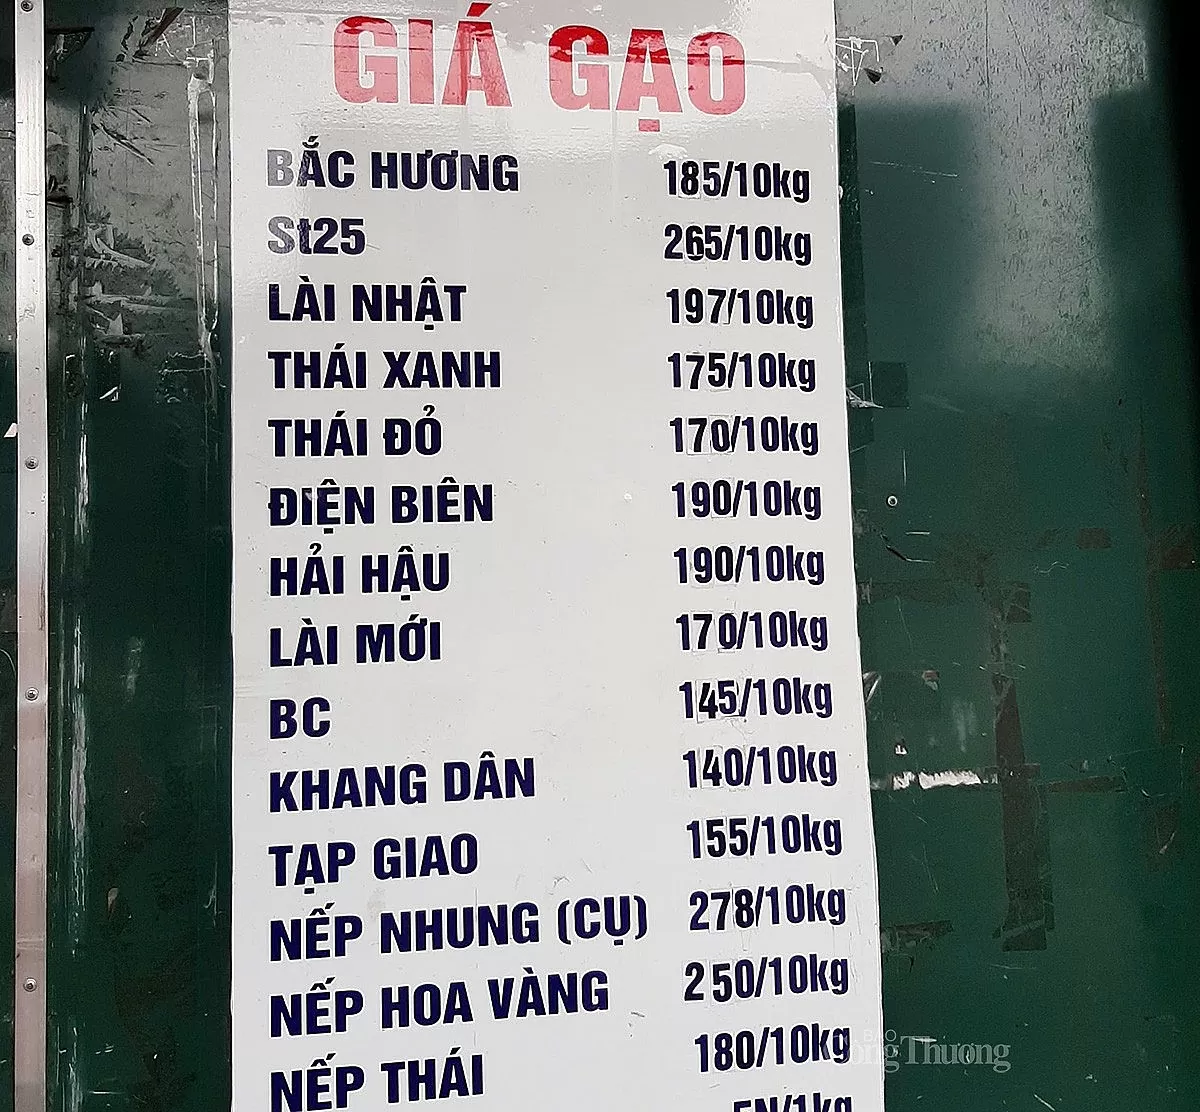 GIÁ GẠO
BẮC HƯƠNG 185/10kg
St25 265/10kg
LÀI NHẬT 197/10kg
THÁI XANH 175/10kg
THÁI ĐỎ 170/10kg
ĐIỆN BIÊN 190/10kg
HẢI HẬU 190/10kg
LÀI MỚI 170/10kg
BC 145/10kg
KHANG DÂN 140/10kg
TẠP GIAO 155/10kg
NẾP NHUNG (CỤ) 278/10kg
NẾP HOA VÀNG 250/10kg
NẾP THÁI 180/10kg
BÁO
Thương